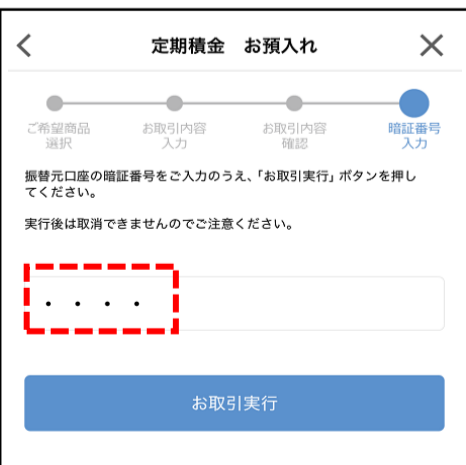 定期積金　お預入れ
ご希望商品
選択
お取引内容
入力
お取引内容
確認
暗証番号
入力
振替元口座の暗証番号をご入力のうえ、「お取引実行」ボタンを押し
てください。
実行後は取消できませんのでご注意ください。
・・・・
お取引実行